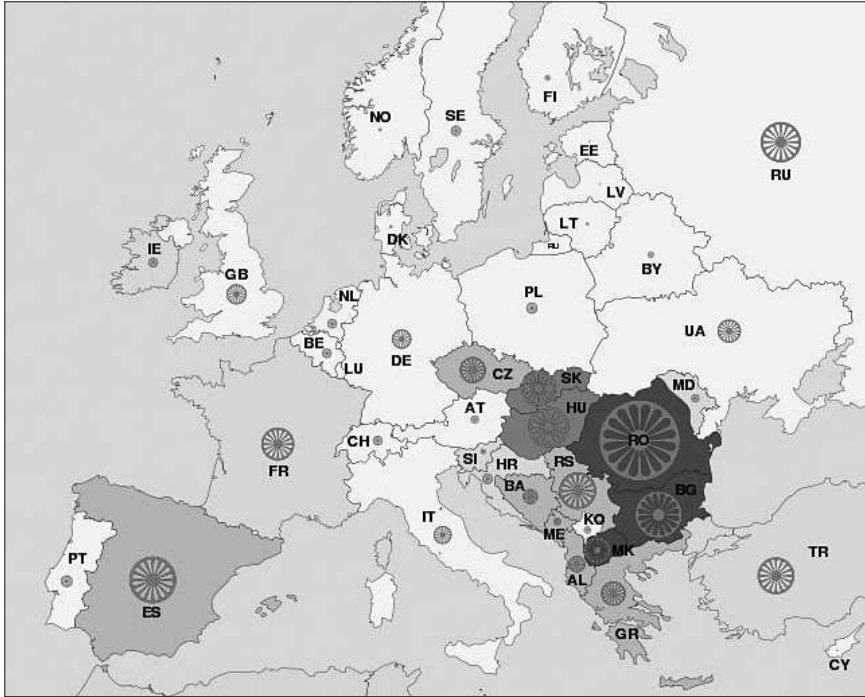 NO
SE
FI
RU
EE
LV
LT
RU
DK
IE
GB
BY
NL
PL
BE
DE
LU
UA
CZ
SK
MD
AT
HU
CH
RO
SI
HR
RS
FR
BA
BG
IT
KO
ME
MK
PT
TR
AL
ES
GR
CY